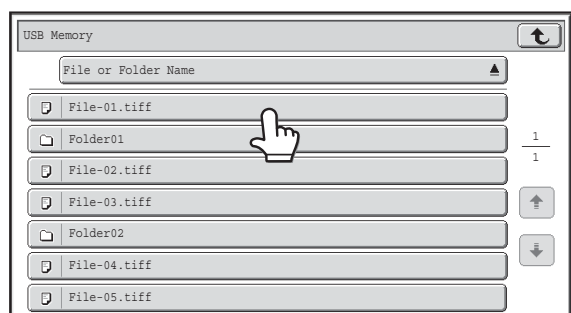 USB Memory
File or Folder Name
File-01.tiff
Folder01
1
1
File-02.tiff
File-03.tiff
Folder02
File-04.tiff
File-05.tiff